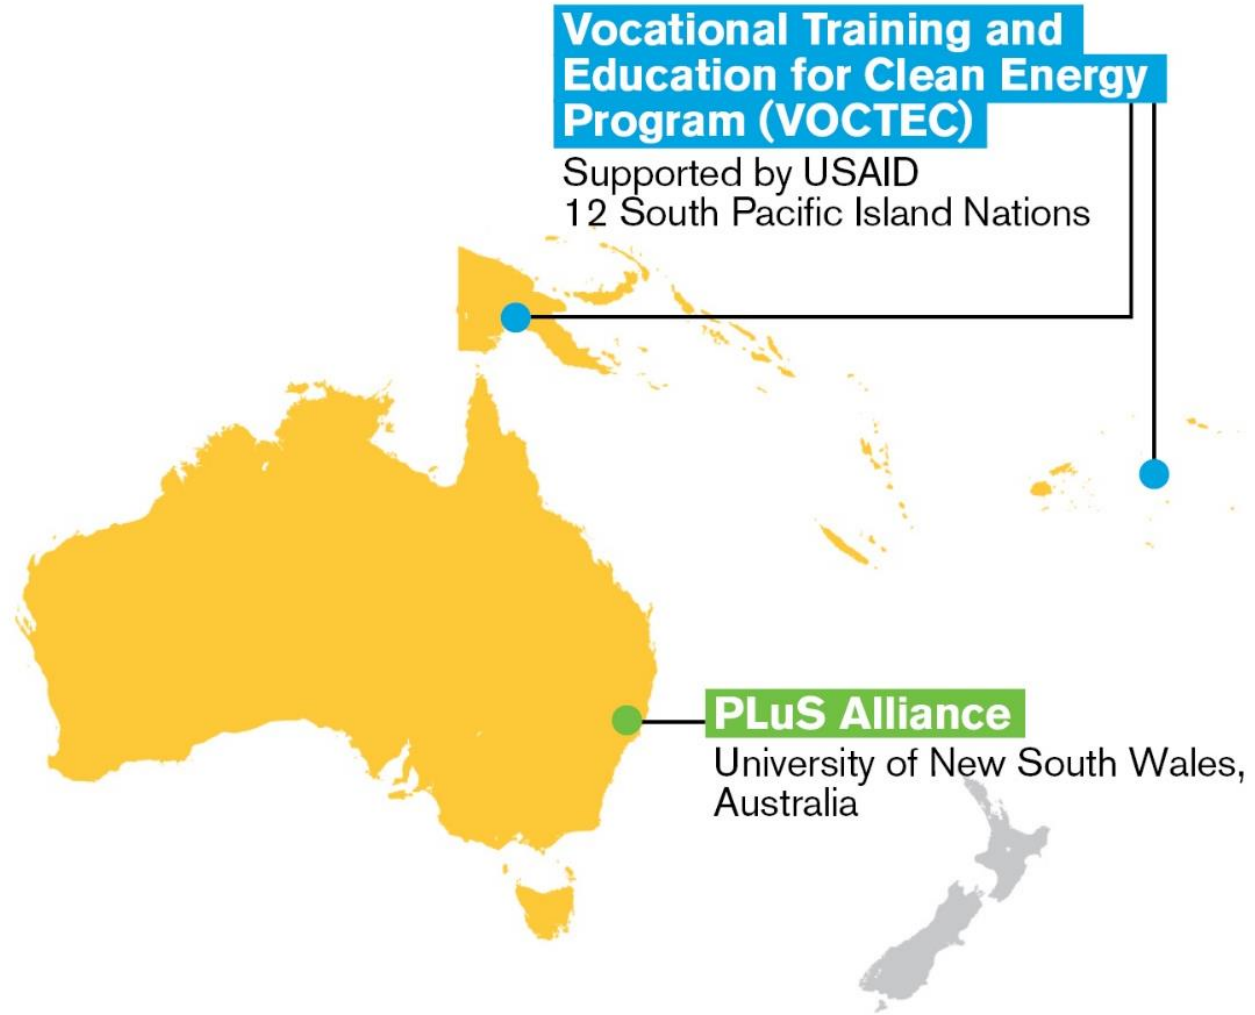 Vocational Training and
Education for Clean Energy
Program (VOCTEC)
Supported by USAID
12 South Pacific Island Nations
PLuS Alliance
University of New South Wales,
Australia